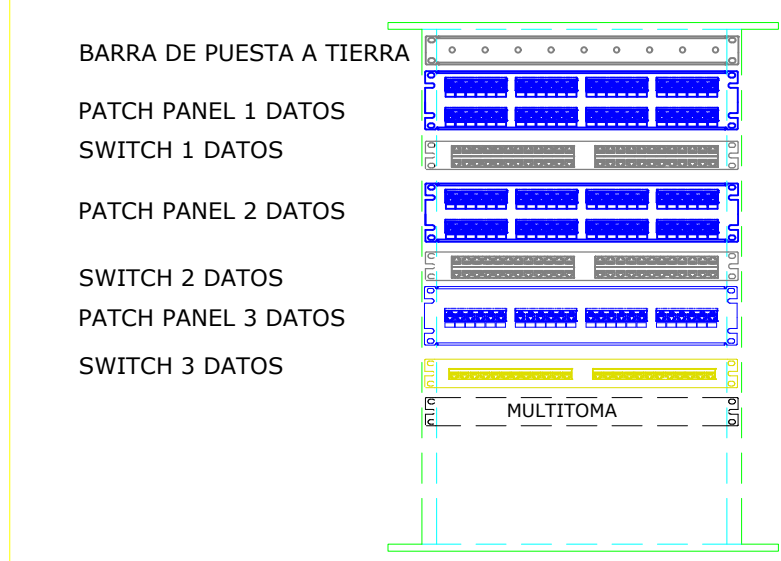 BARRA DE PUESTA A TIERRA
PATCH PANEL 1 DATOS
SWITCH 1 DATOS
PATCH PANEL 2 DATOS
SWITCH 2 DATOS
PATCH PANEL 3 DATOS
SWITCH 3 DATOS
MULTITOMA